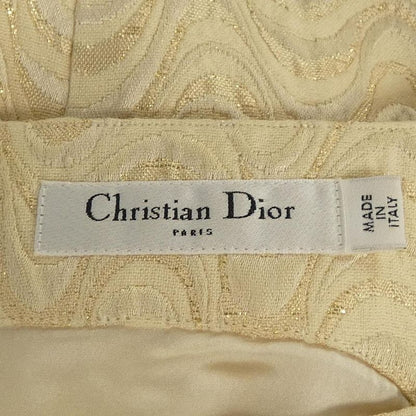 Christian Dior
PARIS
MADE
IN
ITALY